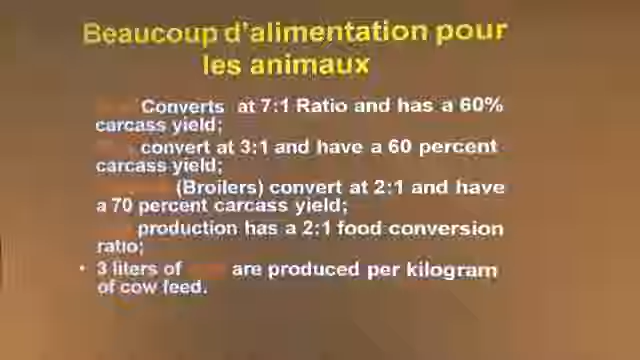 Beaucoup d'alimentation pour
les animaux
Converts at 7:1 Ratio and has a 60%
carcass yield;
convert at 3:1 and have a 60 percent
carcass yield;
(Broilers) convert at 2:1 and have
a 70 percent carcass yield;
production has a 2:1 food conversion
ratio;
• 3 liters of are produced per kilogram
of cow feed.